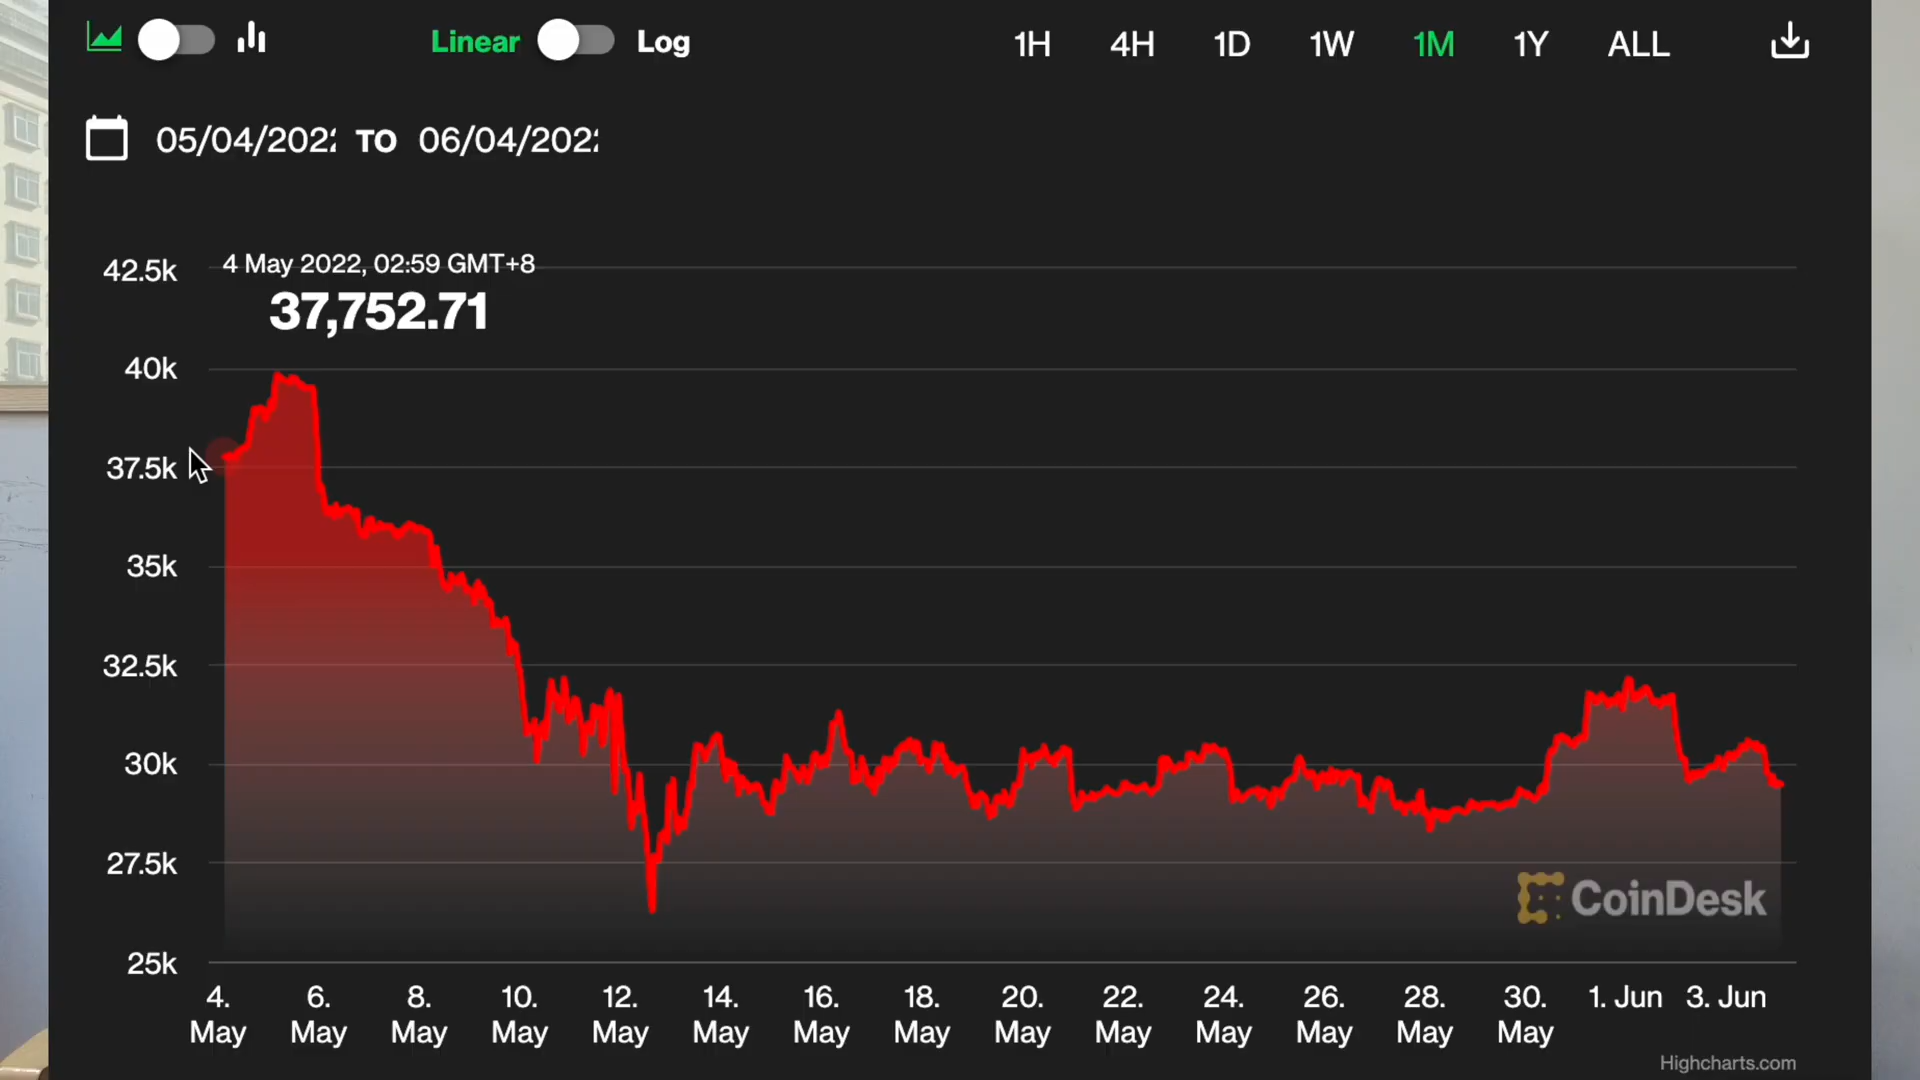 Linear Log 1H 4H 1D 1W 1M 1Y ALL
05/04/202 TO 06/04/202
4 May 2022, 02:59 GMT+8
37,752.71
42.5k
40k
37.5k
35k
32.5k
30k
27.5k
25k
CoinDesk
4. May
6. May
8. May
10. May
12. May
14. May
16. May
18. May
20. May
22. May
24. May
26. May
28. May
30. May
1. Jun
3. Jun
Highcharts.com